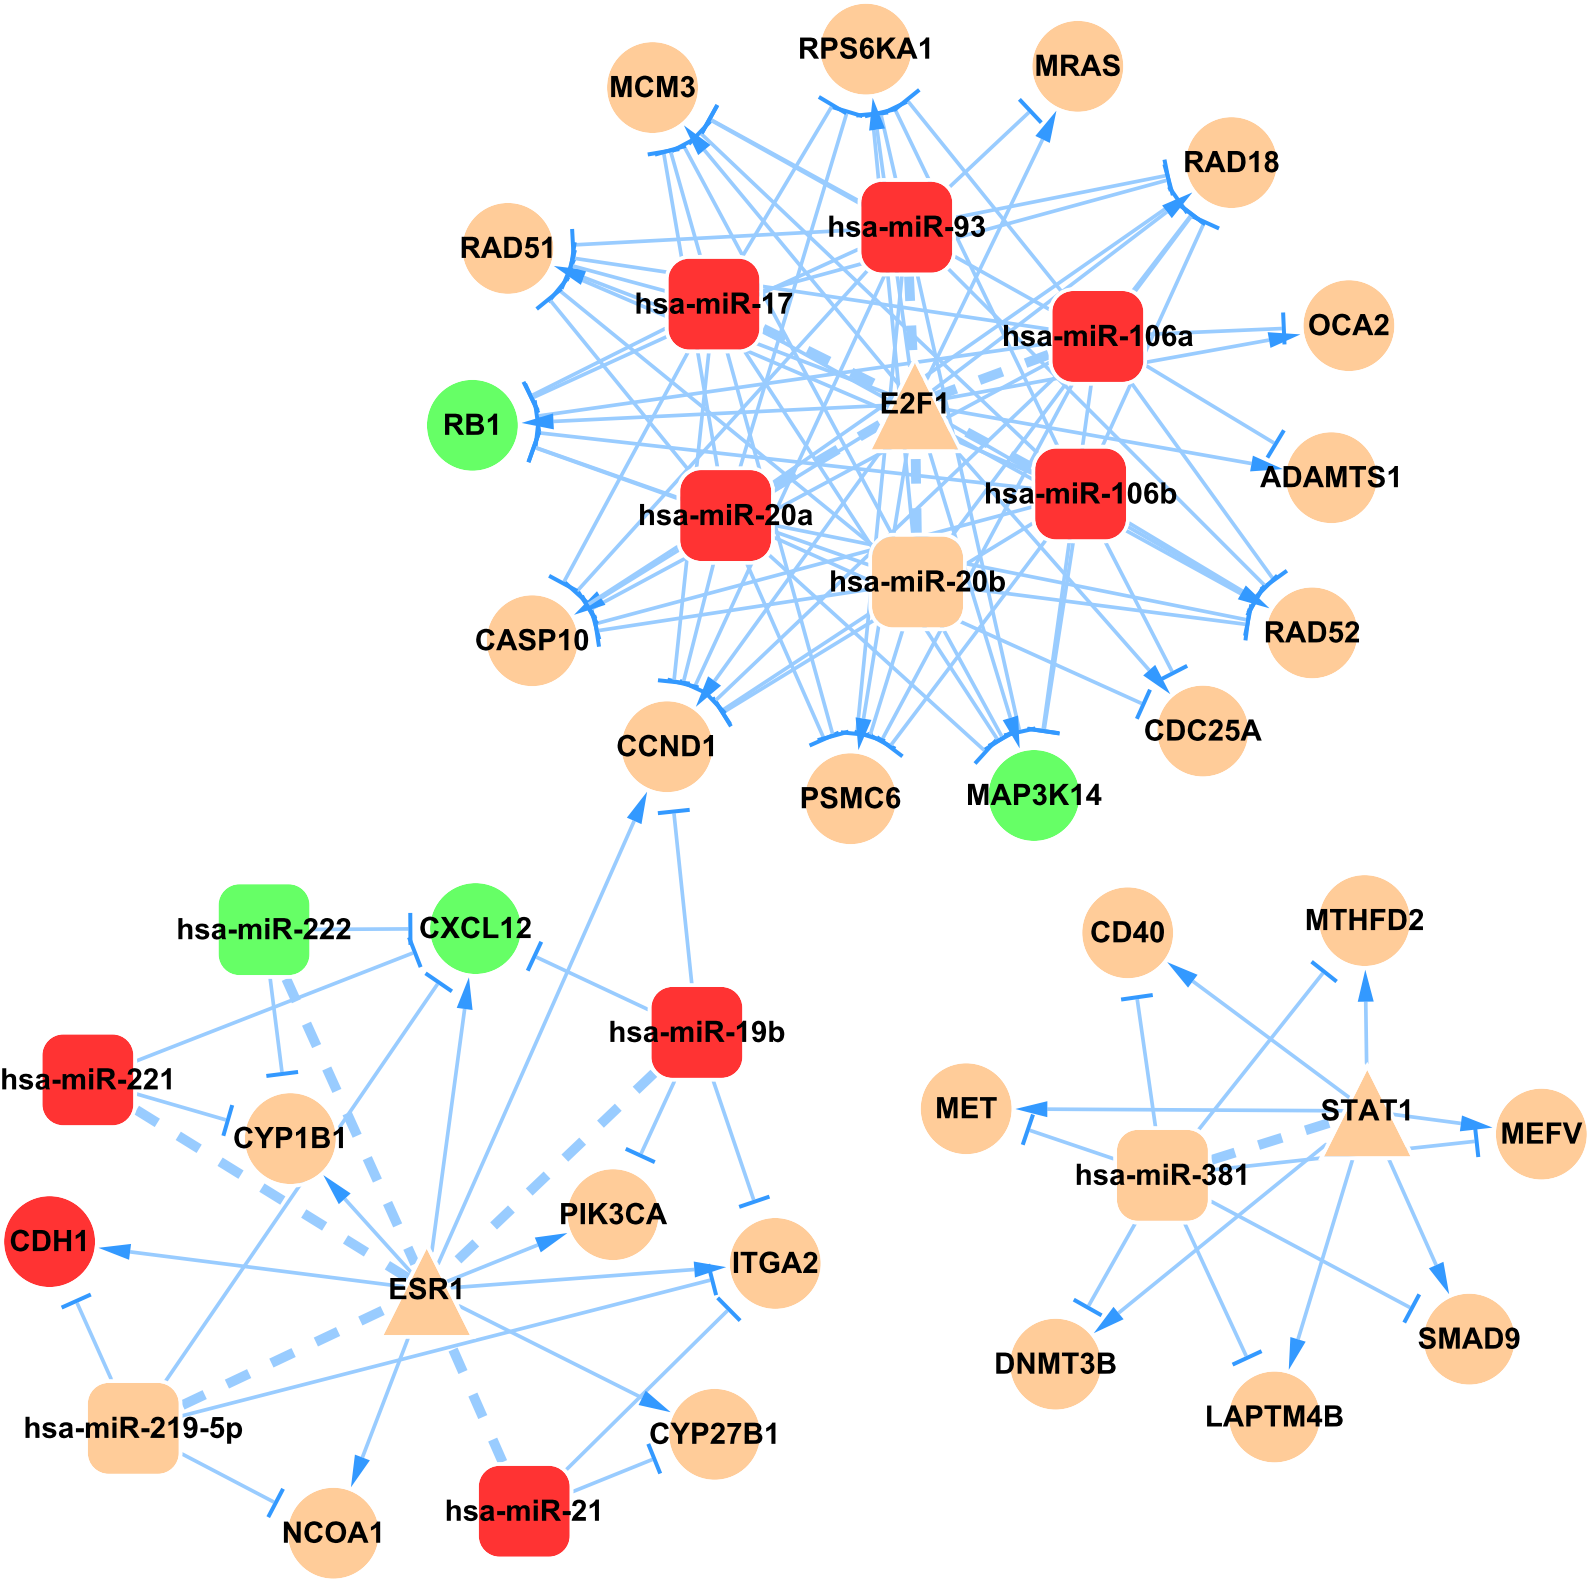 RPS6KA1
MRAS
MCM3
RAD18
hsa-miR-93
RAD51
hsa-miR-17
OCA2
hsa-miR-106a
E2F1
RB1
ADAMTS1
hsa-miR-106b
hsa-miR-20a
hsa-miR-20b
RAD52
CASP10
CDC25A
CCND1
PSMC6
MAP3K14
hsa-miR-222
CXCL12
CD40
MTHFD2
hsa-miR-19b
hsa-miR-221
MET
STAT1
CYP1B1
MEFV
hsa-miR-381
PIK3CA
CDH1
ITGA2
ESR1
SMAD9
DNMT3B
LAPTM4B
hsa-miR-219-5p
CYP27B1
hsa-miR-21
NCOA1